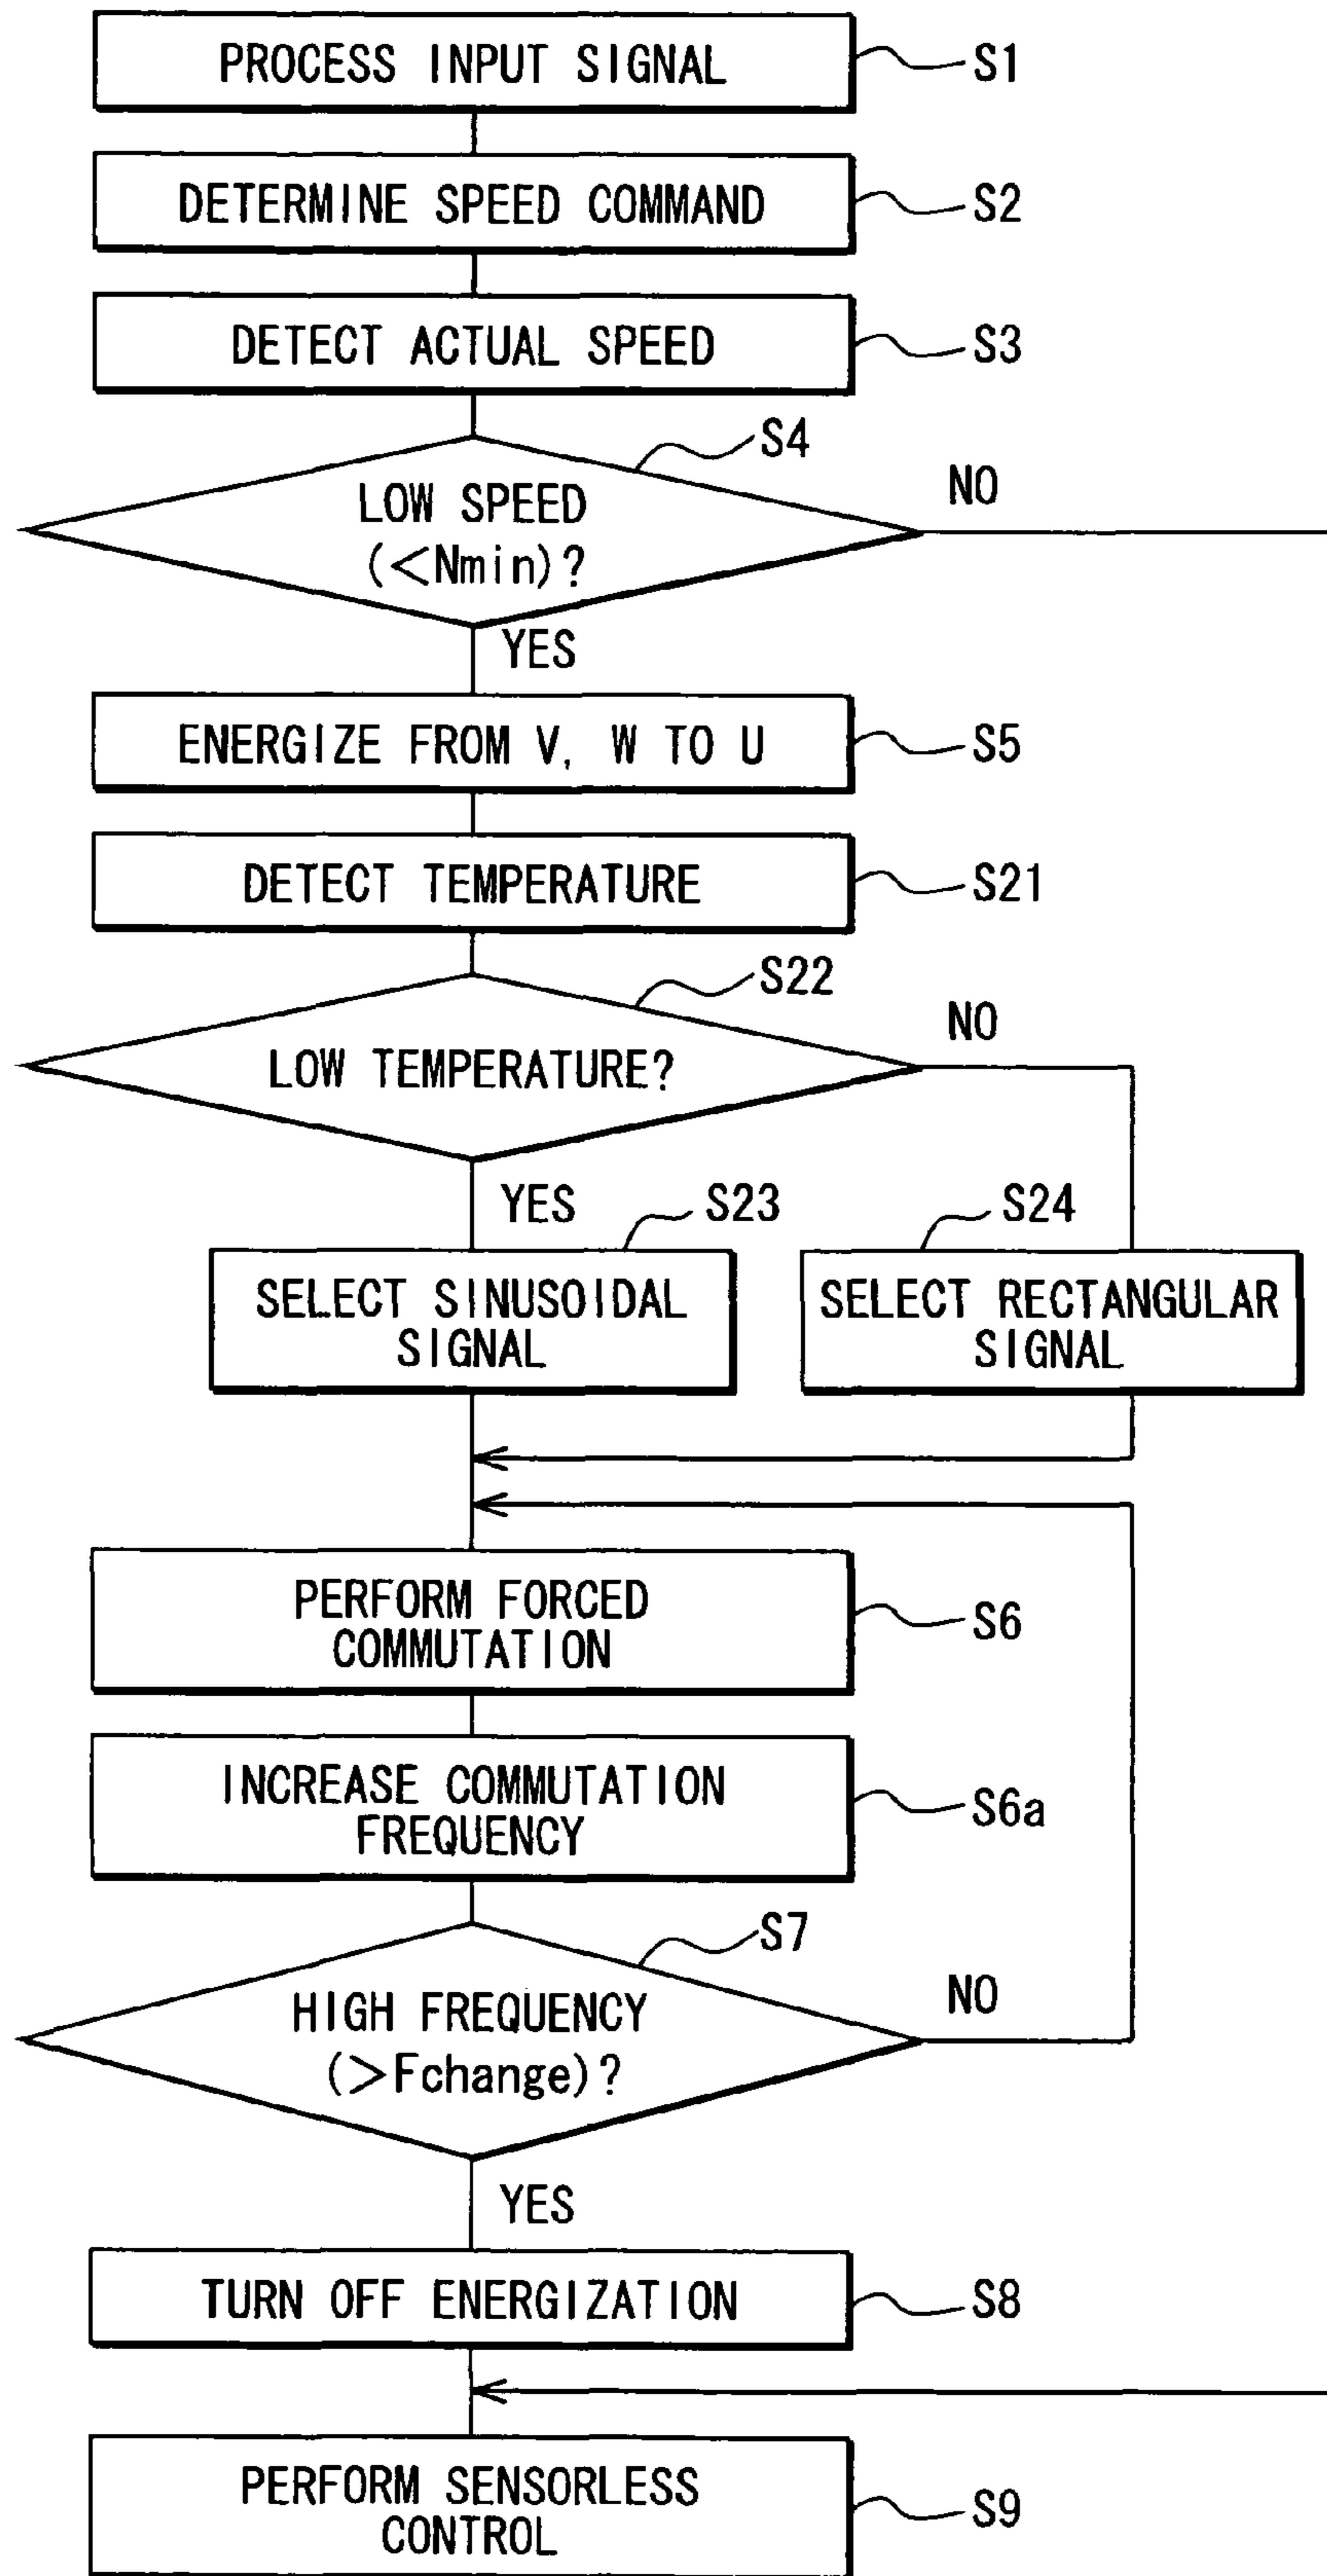 PROCESS INPUT SIGNAL
S1
DETERMINE SPEED COMMAND
S2
DETECT ACTUAL SPEED
S3
S4
LOW SPEED
(<Nmin)?
NO
YES
ENERGIZE FROM V, W TO U
S5
DETECT TEMPERATURE
S21
S22
LOW TEMPERATURE?
NO
YES
S23
S24
SELECT SINUSOIDAL
SIGNAL
SELECT RECTANGULAR
SIGNAL
PERFORM FORCED
COMMUTATION
S6
INCREASE COMMUTATION
FREQUENCY
S6a
S7
HIGH FREQUENCY
(>Fchange)?
NO
YES
TURN OFF ENERGIZATION
S8
PERFORM SENSORLESS
CONTROL
S9